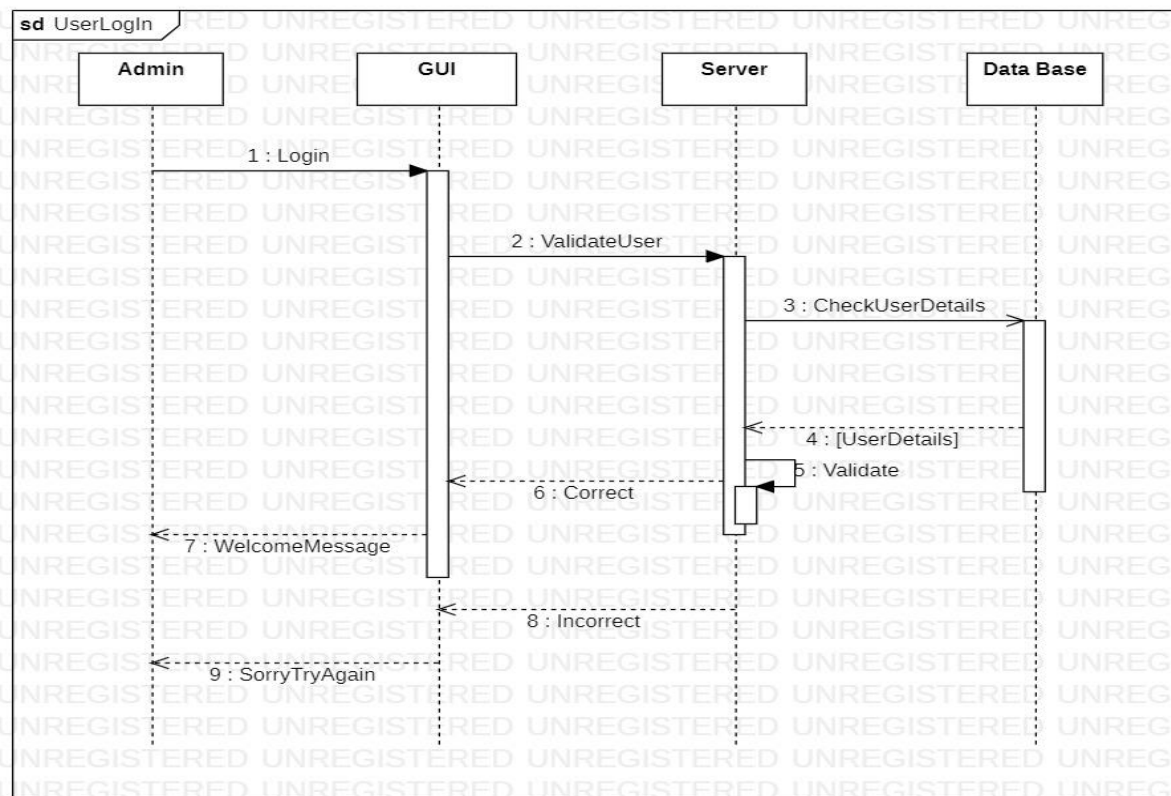 sd UserLogIn
Admin
GUI
Server
Data Base
1 : Login
2 : ValidateUser
3 : CheckUserDetails
4 : [UserDetails]
5 : Validate
6 : Correct
7 : WelcomeMessage
8 : Incorrect
9 : SorryTryAgain
UNREGISTERED